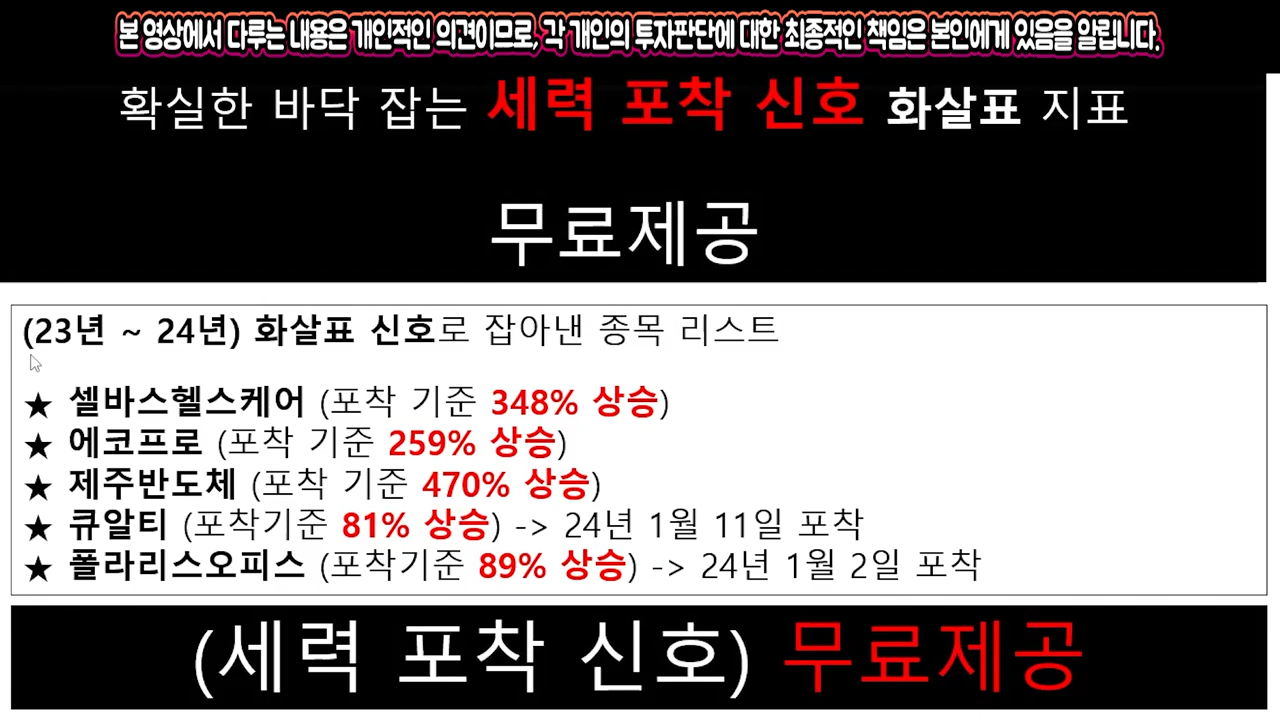 본 영상에서 다루는 내용은 개인적인 의견이므로, 각 개인의 투자판단에 대한 최종적인 책임은 본인에게 있음을 알립니다.
확실한 바닥 잡는 세력 포착 신호 화살표 지표
무료제공
(23년 ~ 24년) 화살표 신호로 잡아낸 종목 리스트
★ 셀바스헬스케어 (포착 기준 348% 상승)
★ 에코프로 (포착 기준 259% 상승)
★ 제주반도체 (포착 기준 470% 상승)
★ 큐알티 (포착기준 81% 상승) -> 24년 1월 11일 포착
★ 폴라리스오피스 (포착기준 89% 상승) -> 24년 1월 2일 포착
(세력 포착 신호) 무료제공